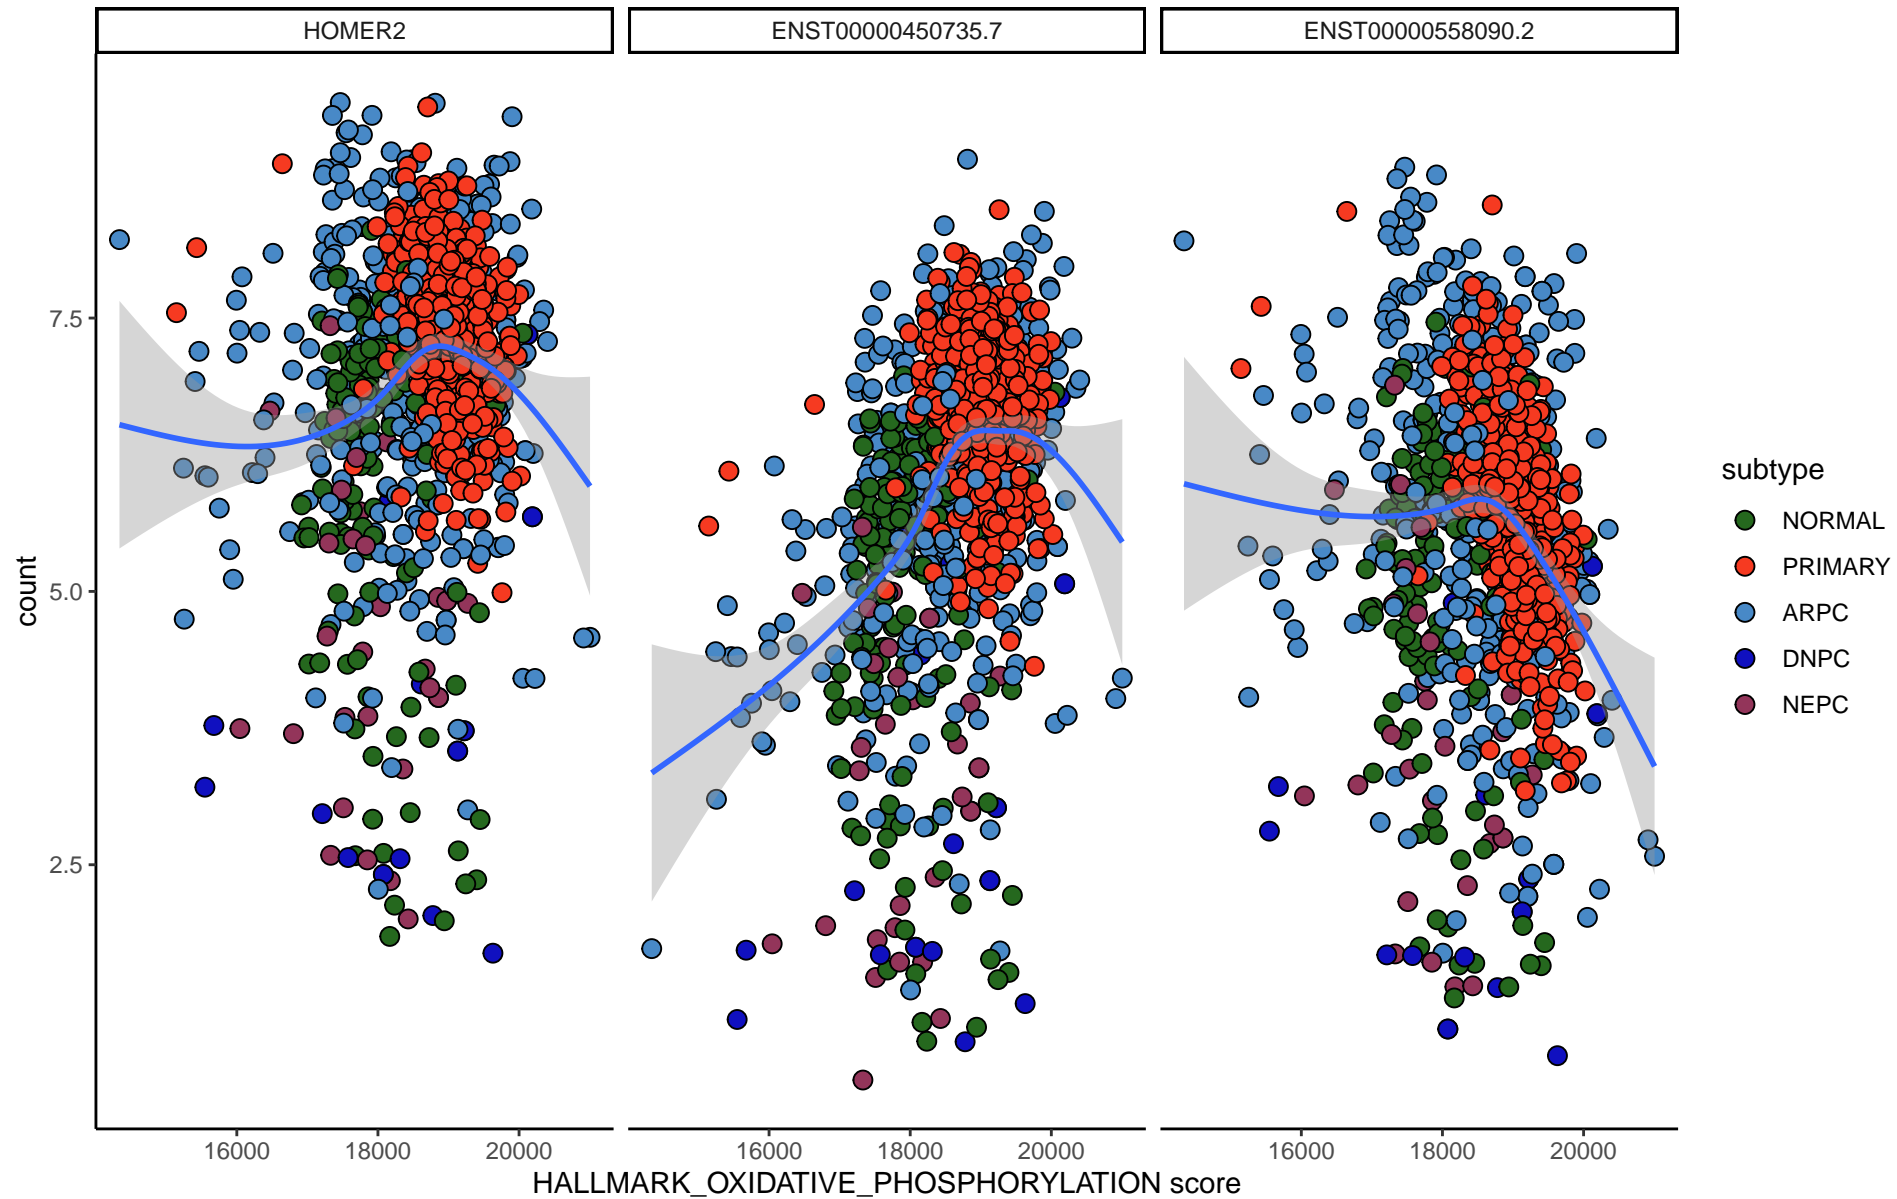 HOMER2 ENST00000450735.7 ENST00000558090.2
7.5
5.0
2.5
count
16000 18000 20000 16000 18000 20000 16000 18000 20000
HALLMARK_OXIDATIVE_PHOSPHORYLATION score
subtype
NORMAL
PRIMARY
ARPC
DNPC
NEPC